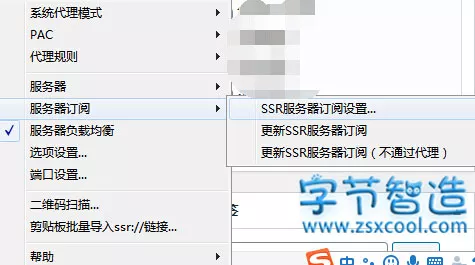 系统代理模式
PAC
代理规则
服务器
服务器订阅
SSR服务器订阅设置...
服务器负载均衡
更新SSR服务器订阅
选项设置...
更新SSR服务器订阅（不通过代理）
端口设置...
二维码扫描...
剪贴板批量导入ssr://链接...
帮助
字节智造
签
www.zsxcool.com
中